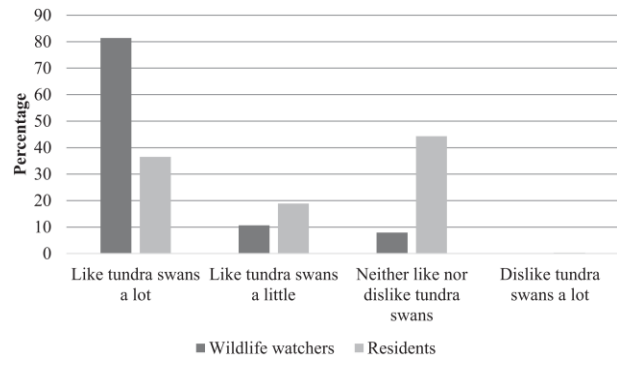 90
80
70
60
50
40
30
20
10
0
Percentage
Like tundra swans
a lot
Like tundra swans
a little
Neither like nor
dislike tundra
swans
Dislike tundra
swans a lot
Wildlife watchers
Residents